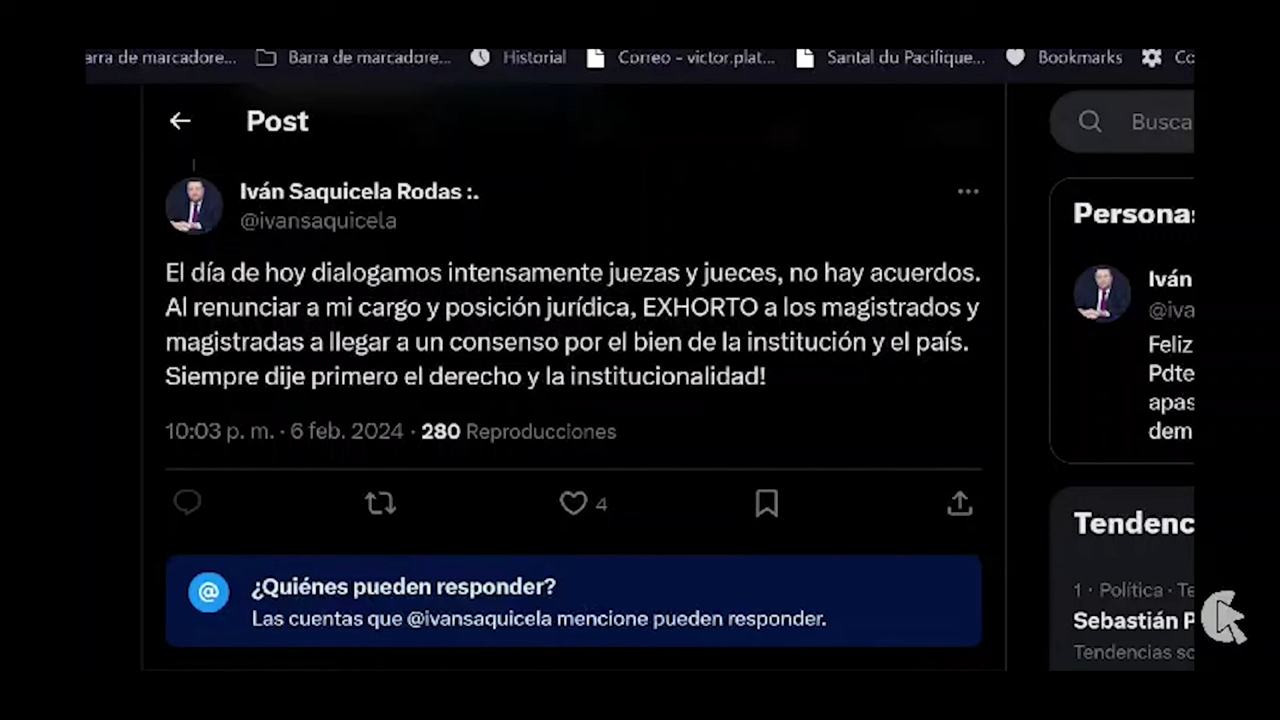 arra de marcadore... Barra de marcadore... Historial Correo - victor.plat... Santal du Pacifique... Bookmarks Co
Post
Busca
Iván Saquicela Rodas :.
@ivansaquicela
El día de hoy dialogamos intensamente juezas y jueces, no hay acuerdos.
Al renunciar a mi cargo y posición jurídica, EXHORTO a los magistrados y
magistradas a llegar a un consenso por el bien de la institución y el país.
Siempre dije primero el derecho y la institucionalidad!
10:03 p. m. · 6 feb. 2024 · 280 Reproducciones
4
@
¿Quiénes pueden responder?
Las cuentas que @ivansaquicela mencione pueden responder.
Personas
Iván
@iva
Feliz
Pdte
apas
dem
Tendenc
1 · Política · Te
Sebastián P
Tendencias so